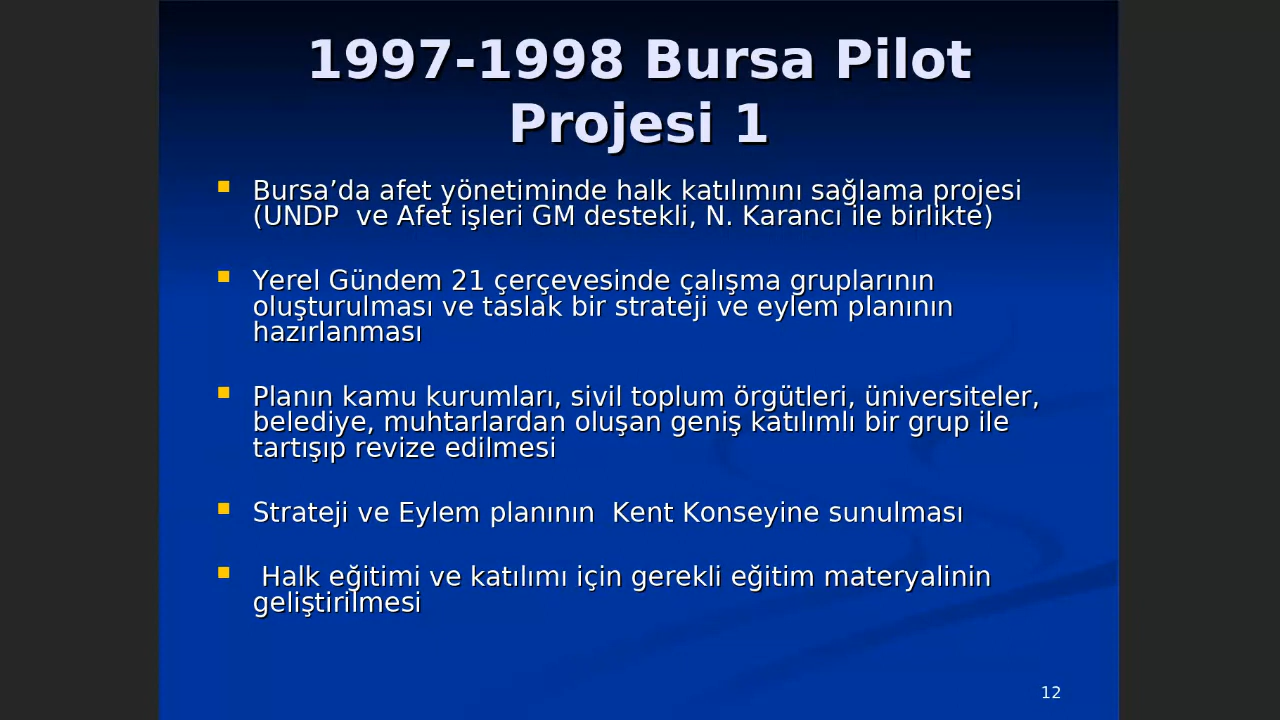 1997-1998 Bursa Pilot
Projesi 1
Bursa’da afet yönetiminde halk katılımını sağlama projesi
(UNDP  ve Afet işleri GM destekli, N. Karancı ile birlikte)
Yerel Gündem 21 çerçevesinde çalışma gruplarının
oluşturulması ve taslak bir strateji ve eylem planının
hazırlanması
Planın kamu kurumları, sivil toplum örgütleri, üniversiteler,
belediye, muhtarlardan oluşan geniş katılımlı bir grup ile
tartışıp revize edilmesi
Strateji ve Eylem planının  Kent Konseyine sunulması
Halk eğitimi ve katılımı için gerekli eğitim materyalinin
geliştirilmesi
12